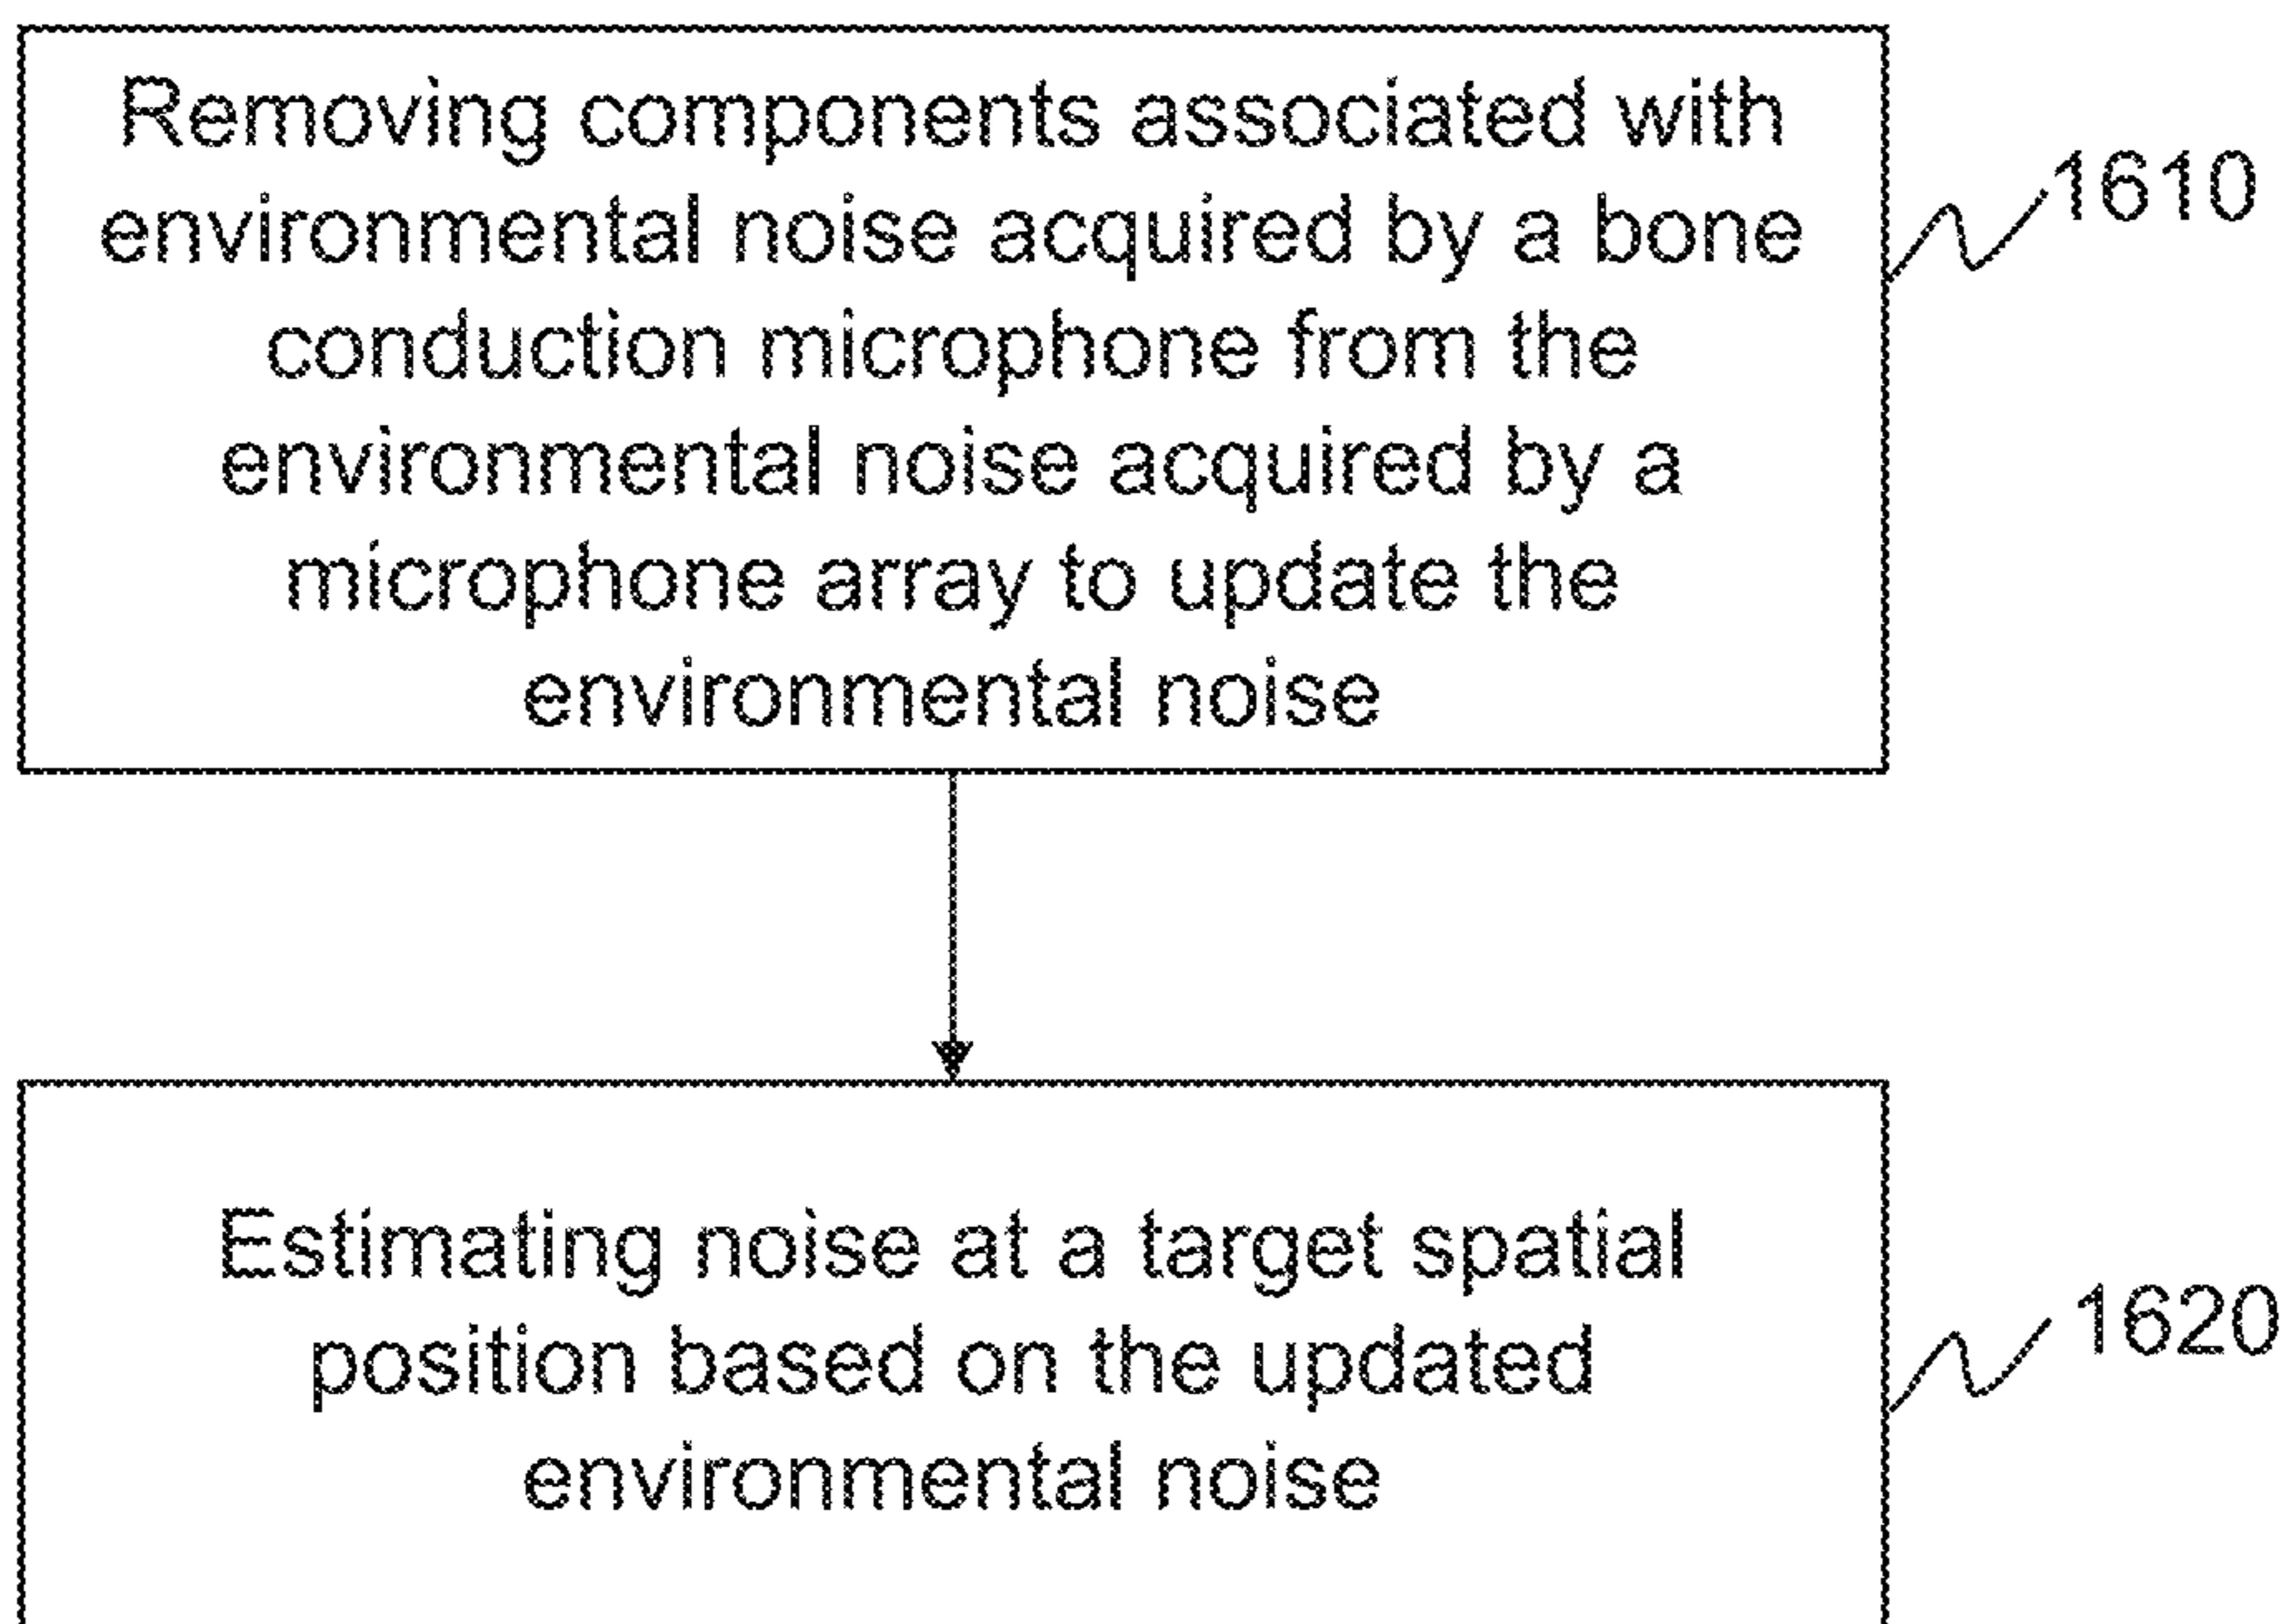 Removing components associated with
environmental noise acquired by a bone
conduction microphone from the
environmental noise acquired by a
microphone array to update the
environmental noise
1610
Estimating noise at a target spatial
position based on the updated
environmental noise
1620